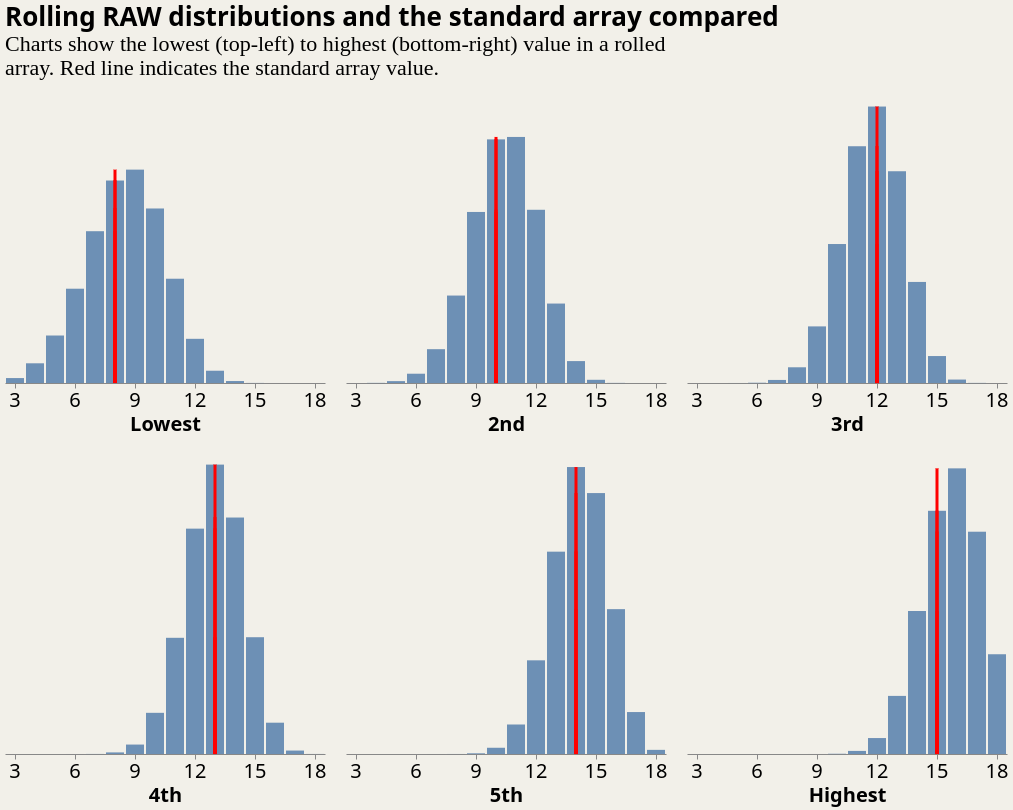 Rolling RAW distributions and the standard array compared
Charts show the lowest (top-left) to highest (bottom-right) value in a rolled
array. Red line indicates the standard array value.
3 6 9 12 15 18
Lowest
3 6 9 12 15 18
2nd
3 6 9 12 15 18
3rd
3 6 9 12 15 18
4th
3 6 9 12 15 18
5th
3 6 9 12 15 18
Highest